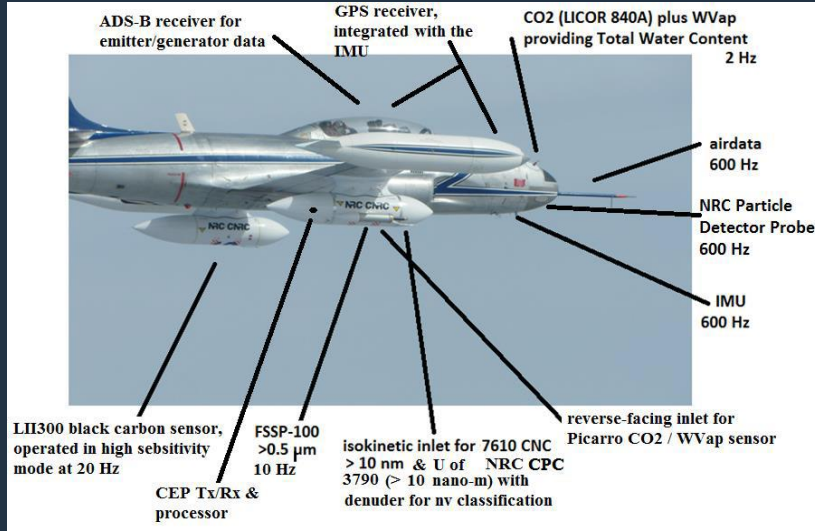 ADS-B receiver for
emitter/generator data
GPS receiver,
integrated with the
IMU
CO2 (LICOR 840A) plus WVap
providing Total Water Content
2 Hz
airdata
600 Hz
NRC Particle
Detector Probe
600 Hz
IMU
600 Hz
NRC CNRC
NRC CNRC
LII300 black carbon sensor,
operated in high sebsitivity
mode at 20 Hz
CEP Tx/Rx &
processor
FSSP-100
>0.5 µm
10 Hz
isokinetic inlet for 7610 CNC
> 10 nm & U of NRC CPC
3790 (> 10 nano-m) with
denuder for nv classification
reverse-facing inlet for
Picarro CO2 / WVap sensor